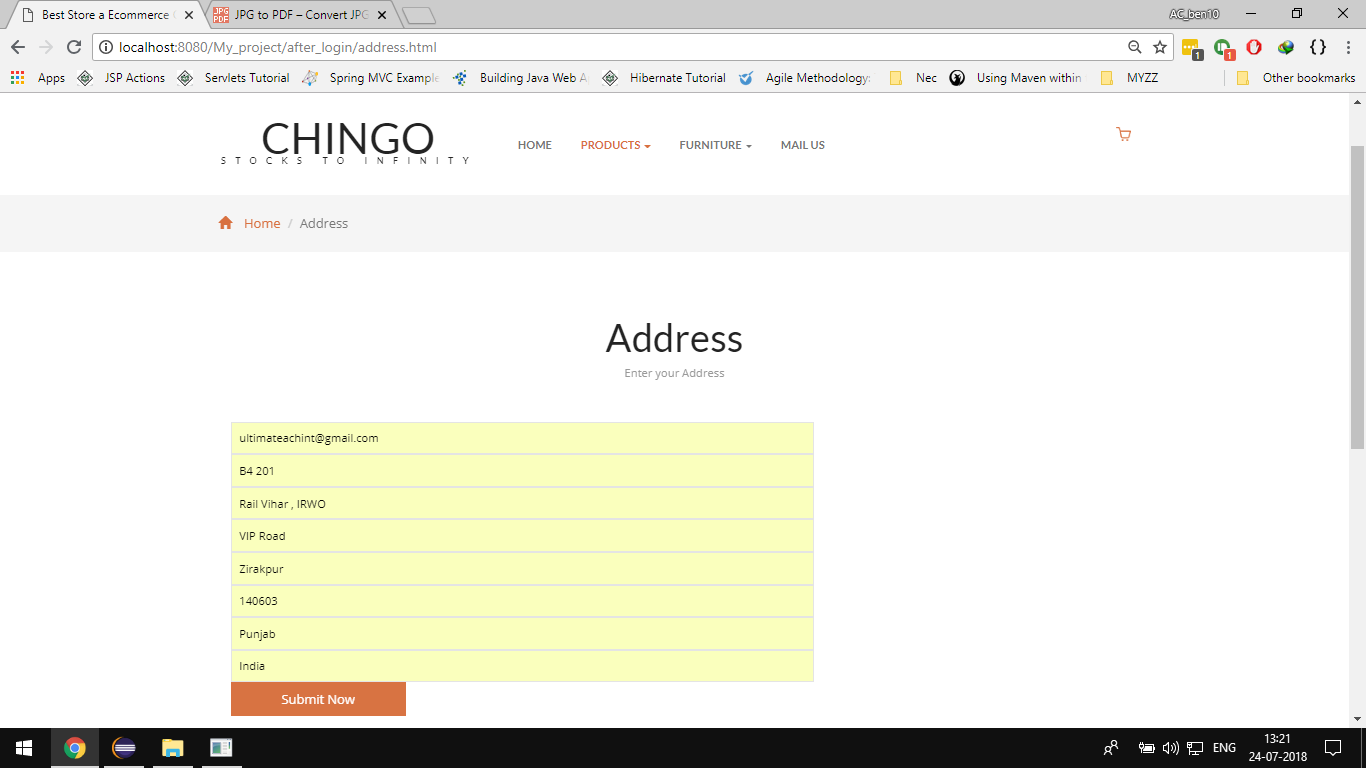 Best Store a Ecommerce
JPG to PDF – Convert JPG
AC_ben10
localhost:8080/My_project/after_login/address.html
1
1
Apps
JSP Actions
Servlets Tutorial
Spring MVC Example
Building Java Web A
Hibernate Tutorial
Agile Methodology:
Nec
Using Maven within
MYZZ
Other bookmarks
CHINGO
STOCKS TO INFINITY
HOME
PRODUCTS
FURNITURE
MAIL US
Home / Address
Address
Enter your Address
ultimateachint@gmail.com
B4 201
Rail Vihar , IRWO
VIP Road
Zirakpur
140603
Punjab
India
Submit Now
ENG
13:21
24-07-2018